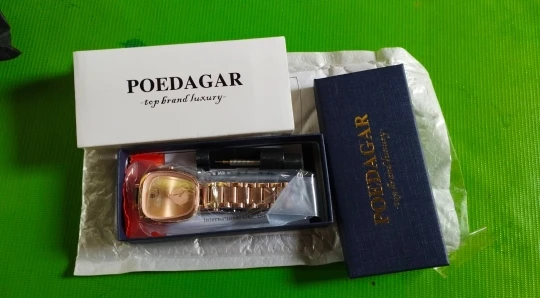 POEDAGAR
-top brand luxury-
POEDAGAR
-top brand luxury-